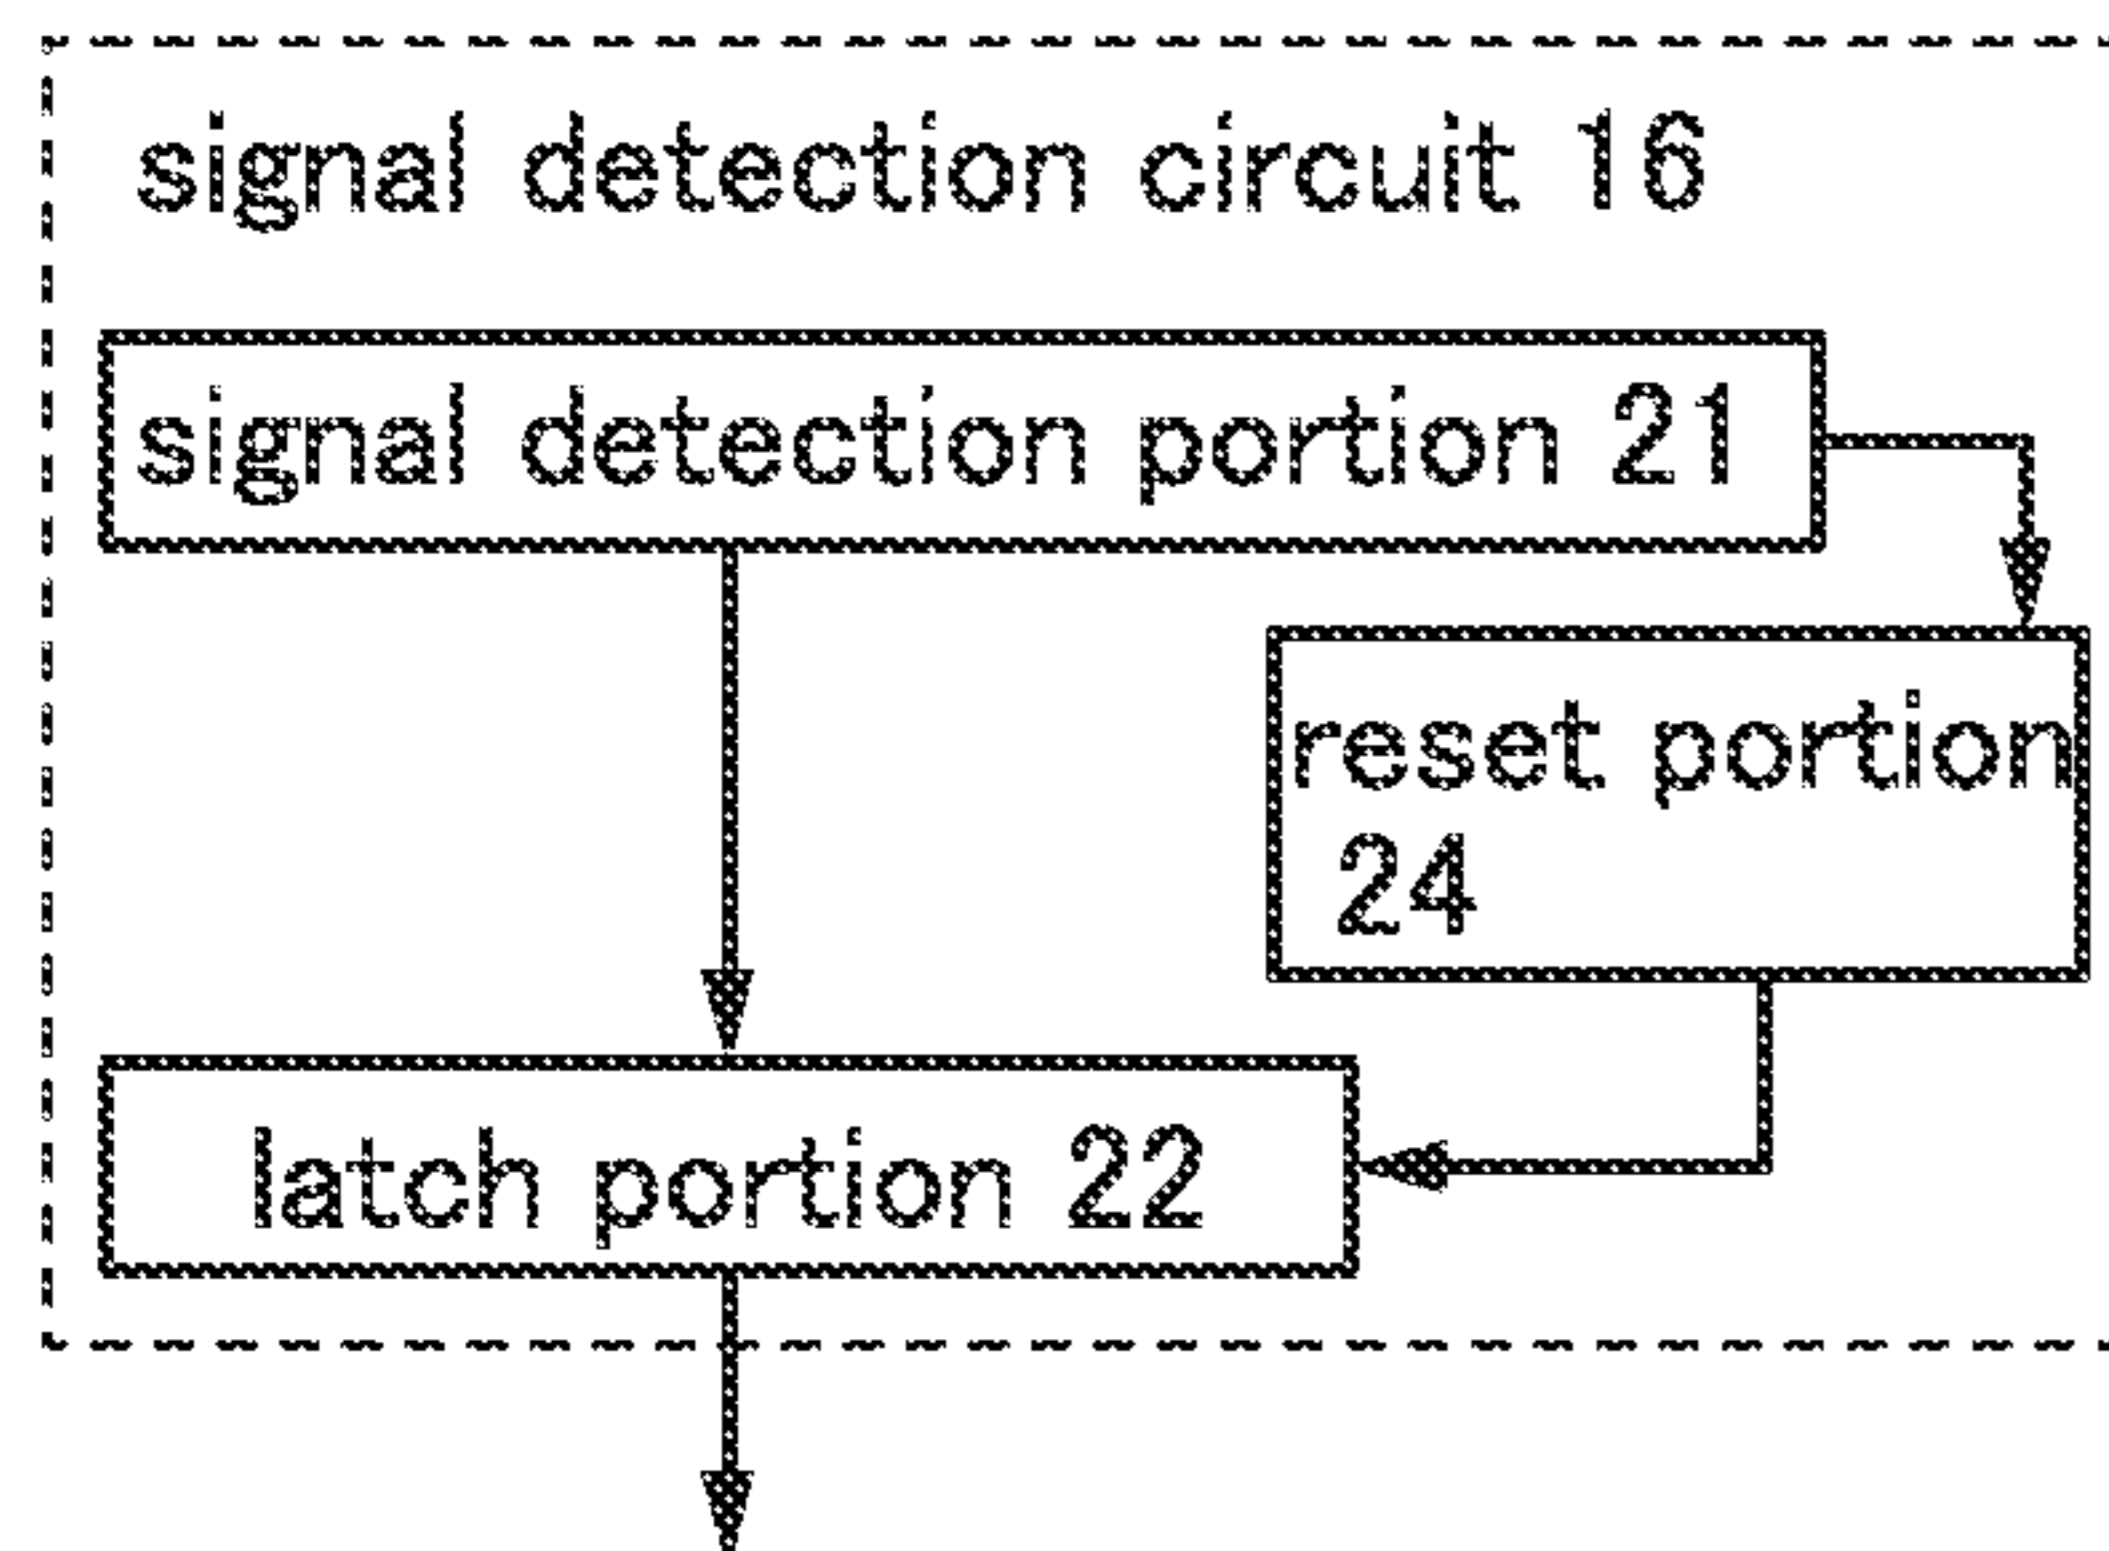 signal detection circuit 16
signal detection portion 21
reset portion
24
latch portion 22